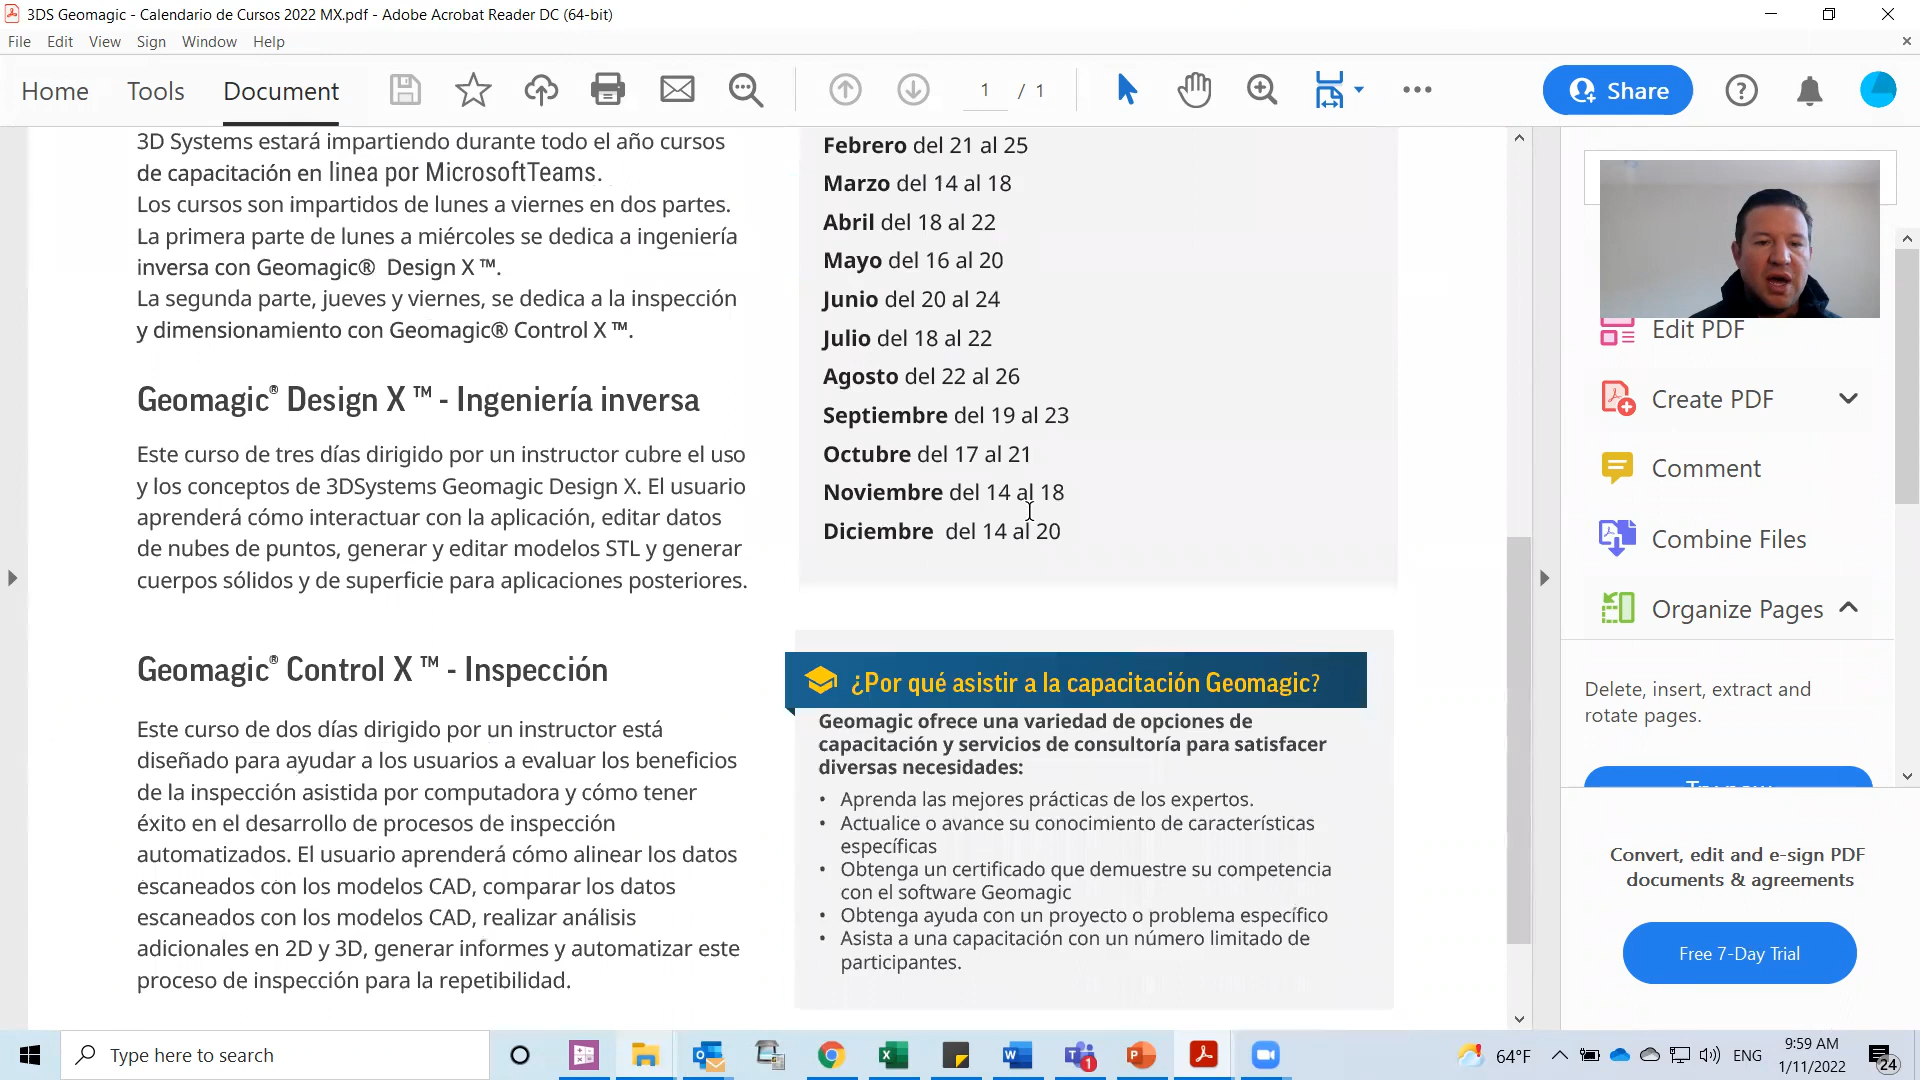 3DS Geomagic - Calendario de Cursos 2022 MX.pdf - Adobe Acrobat Reader DC (64-bit)
File Edit View Sign Window Help
Home Tools Document 1 / 1 Share
3D Systems estará impartiendo durante todo el año cursos
de capacitación en linea por MicrosoftTeams.
Los cursos son impartidos de lunes a viernes en dos partes.
La primera parte de lunes a miércoles se dedica a ingeniería
inversa con Geomagic® Design X ™.
La segunda parte, jueves y viernes, se dedica a la inspección
y dimensionamiento con Geomagic® Control X ™.
Geomagic® Design X ™ - Ingeniería inversa
Este curso de tres días dirigido por un instructor cubre el uso
y los conceptos de 3DSystems Geomagic Design X. El usuario
aprenderá cómo interactuar con la aplicación, editar datos
de nubes de puntos, generar y editar modelos STL y generar
cuerpos sólidos y de superficie para aplicaciones posteriores.
Geomagic® Control X ™ - Inspección
Este curso de dos días dirigido por un instructor está
diseñado para ayudar a los usuarios a evaluar los beneficios
de la inspección asistida por computadora y cómo tener
éxito en el desarrollo de procesos de inspección
automatizados. El usuario aprenderá cómo alinear los datos
escaneados con los modelos CAD, comparar los datos
escaneados con los modelos CAD, realizar análisis
adicionales en 2D y 3D, generar informes y automatizar este
proceso de inspección para la repetibilidad.
Febrero del 21 al 25
Marzo del 14 al 18
Abril del 18 al 22
Mayo del 16 al 20
Junio del 20 al 24
Julio del 18 al 22
Agosto del 22 al 26
Septiembre del 19 al 23
Octubre del 17 al 21
Noviembre del 14 al 18
Diciembre del 14 al 20
¿Por qué asistir a la capacitación Geomagic?
Geomagic ofrece una variedad de opciones de
capacitación y servicios de consultoría para satisfacer
diversas necesidades:
• Aprenda las mejores prácticas de los expertos.
• Actualice o avance su conocimiento de características
específicas
• Obtenga un certificado que demuestre su competencia
con el software Geomagic
• Obtenga ayuda con un proyecto o problema específico
• Asista a una capacitación con un número limitado de
participantes.
Edit PDF
Create PDF
Comment
Combine Files
Organize Pages
Delete, insert, extract and
rotate pages.
Convert, edit and e-sign PDF
documents & agreements
Free 7-Day Trial
Type here to search
1
64°F
ENG
9:59 AM
1/11/2022
24